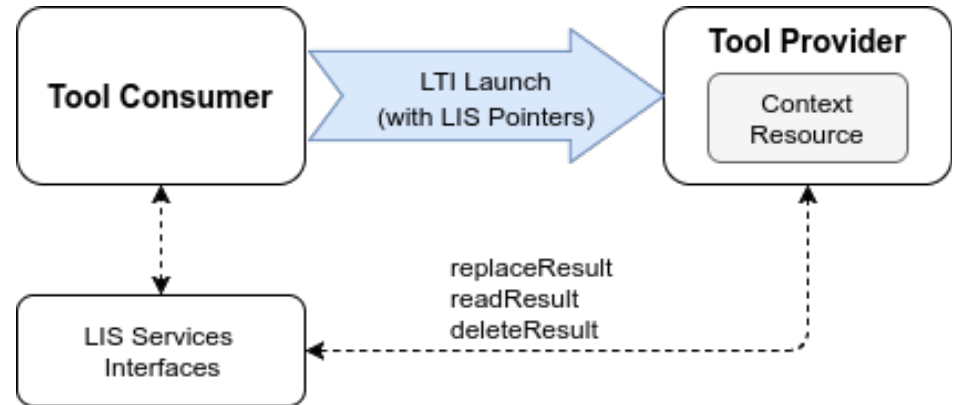 Tool Consumer
LTI Launch
(with LIS Pointers)
Tool Provider
Context
Resource
replaceResult
readResult
deleteResult
LIS Services
Interfaces